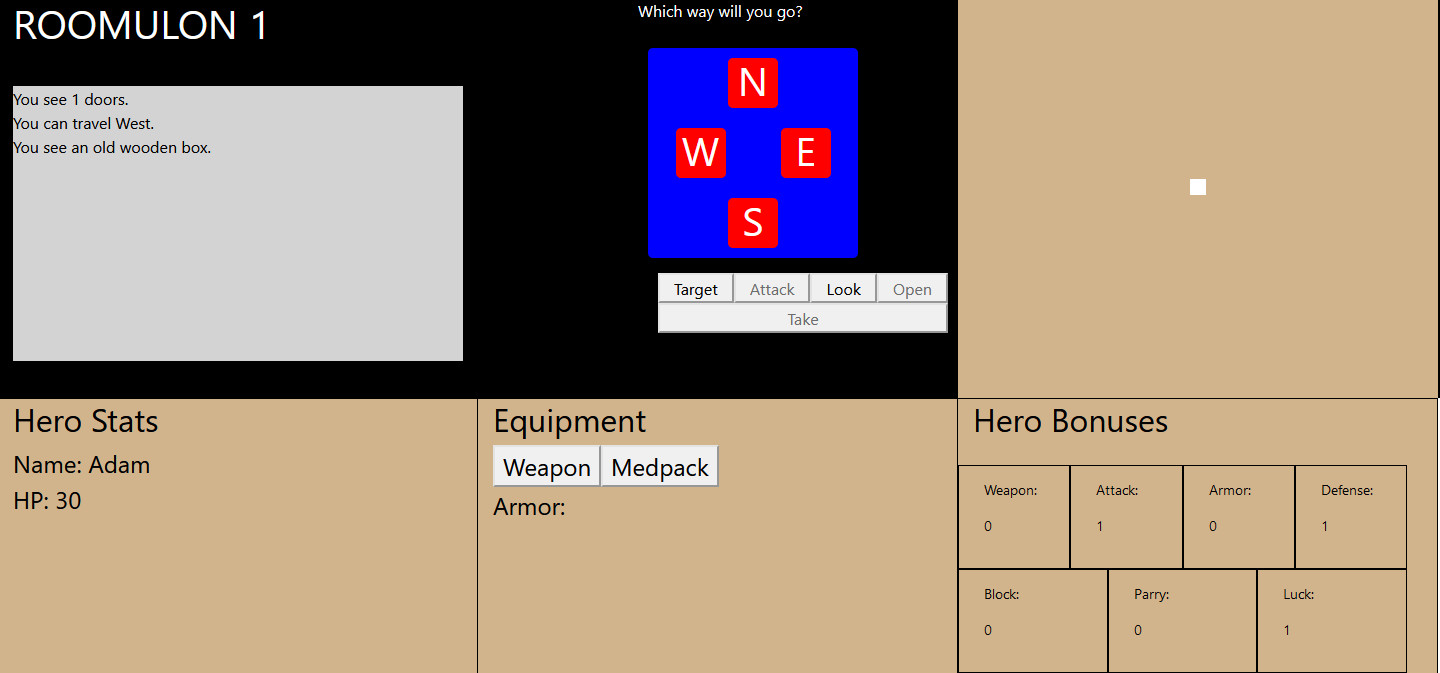 ROOMULON 1
You see 1 doors.
You can travel West.
You see an old wooden box.
Which way will you go?
N
W E
S
Target Attack Look Open
Take
Hero Stats
Name: Adam
HP: 30
Equipment
Weapon Medpack
Armor:
Hero Bonuses
Weapon: Attack: Armor: Defense:
0 1 0 1
Block: Parry: Luck:
0 0 1